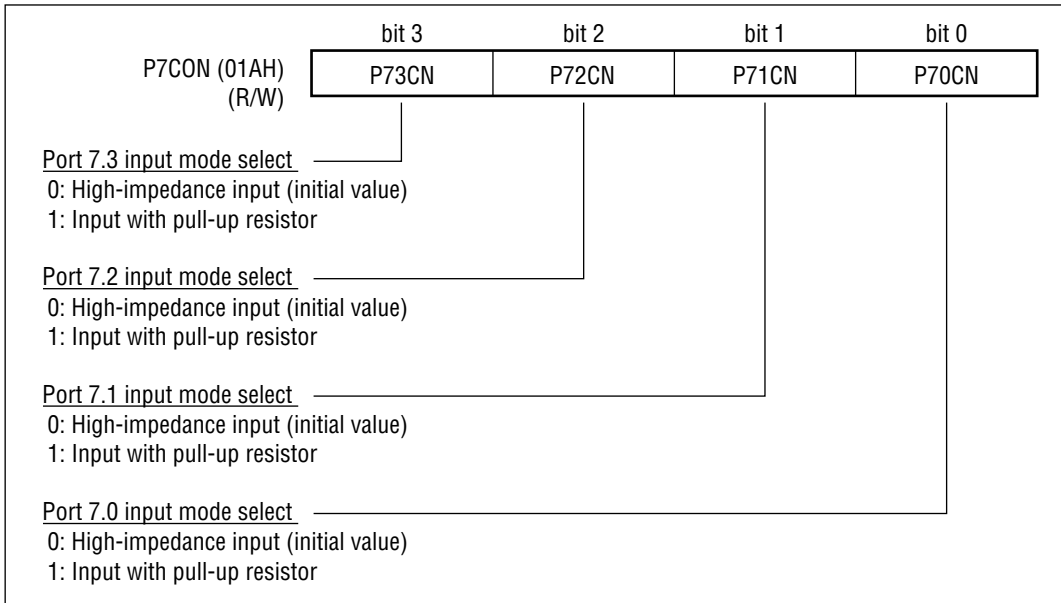 bit 3 bit 2 bit 1 bit 0
P7CON (01AH) P73CN P72CN P71CN P70CN
(R/W)
Port 7.3 input mode select
0: High-impedance input (initial value)
1: Input with pull-up resistor
Port 7.2 input mode select
0: High-impedance input (initial value)
1: Input with pull-up resistor
Port 7.1 input mode select
0: High-impedance input (initial value)
1: Input with pull-up resistor
Port 7.0 input mode select
0: High-impedance input (initial value)
1: Input with pull-up resistor